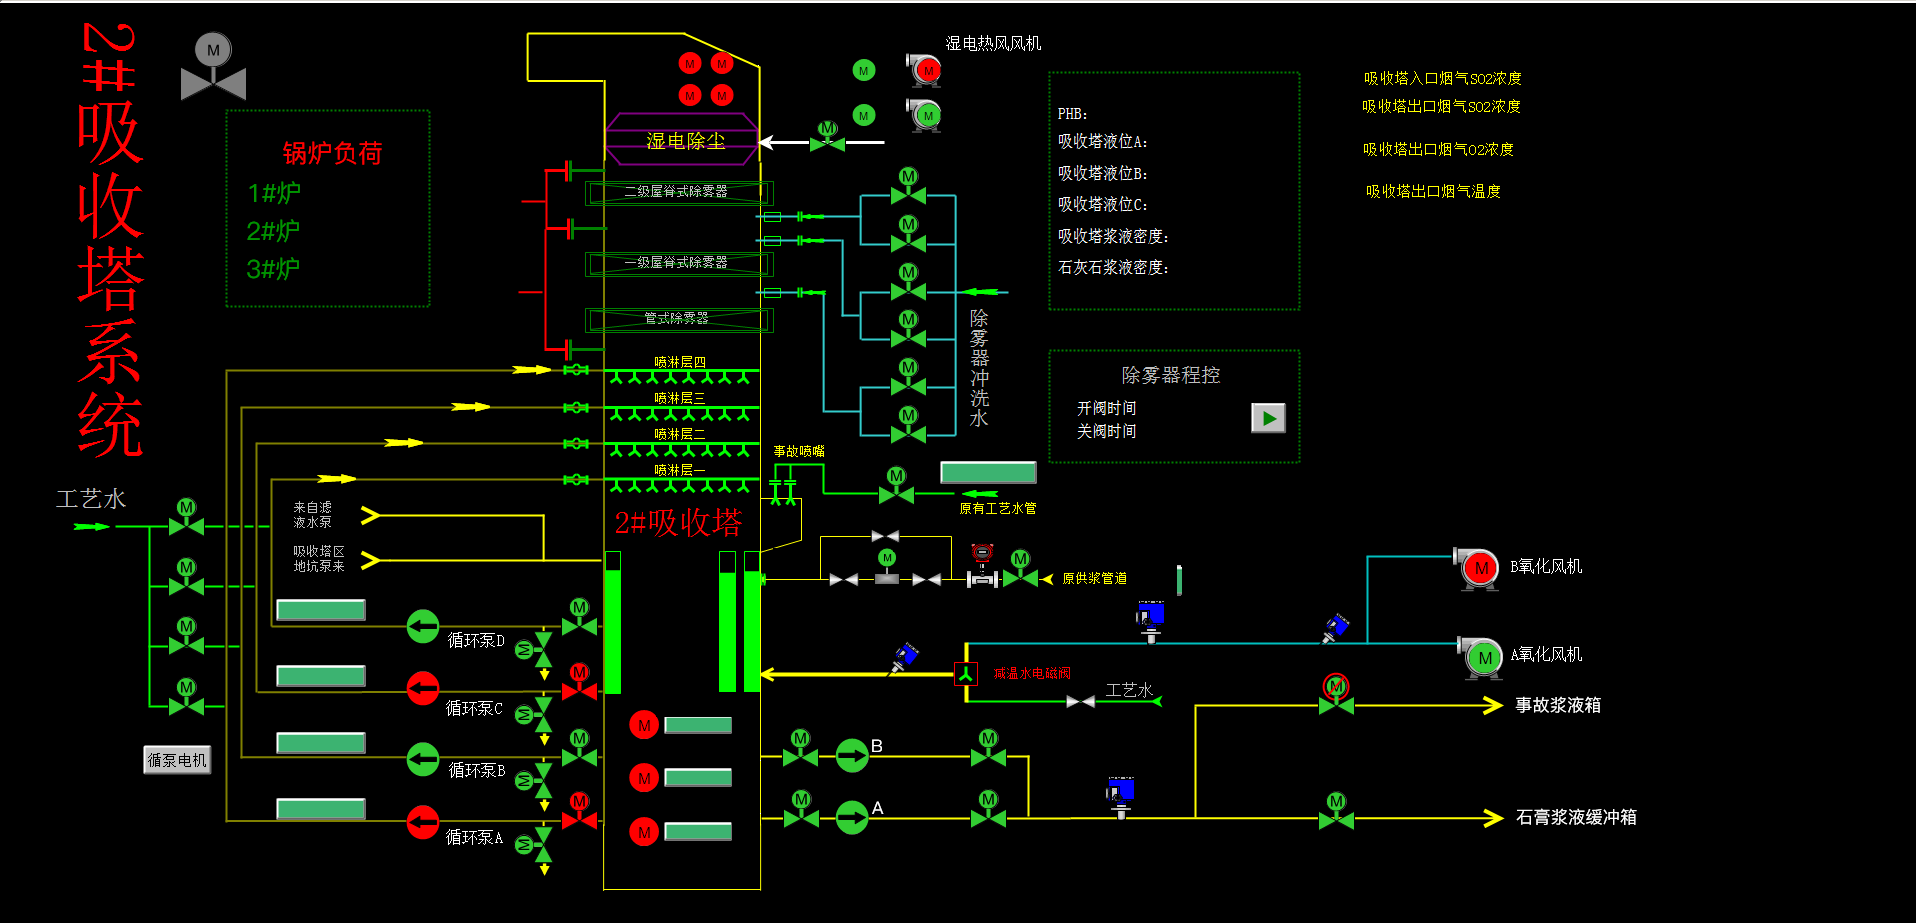 2#吸收塔系统
M
锅炉负荷
1#炉
2#炉
3#炉
M
M
M
M
湿电除尘
M
M
M
M
湿电热风风机
M
二级屋脊式除雾器
一级屋脊式除雾器
管式除雾器
M
M
M
M
M
M
除雾器冲洗水
PHB:
吸收塔液位A:
吸收塔液位B:
吸收塔液位C:
吸收塔浆液密度:
石灰石浆液密度:
吸收塔入口烟气SO2浓度
吸收塔出口烟气SO2浓度
吸收塔出口烟气O2浓度
吸收塔出口烟气温度
除雾器程控
开阀时间
关阀时间
喷淋层四
喷淋层三
喷淋层二
喷淋层一
事故喷嘴
M
原有工艺水管
2#吸收塔
工艺水
M
M
M
M
来自滤
液水泵
吸收塔区
地坑泵来
循环泵D
M
M
循环泵C
M
M
循环泵B
M
M
循环泵A
M
M
循泵电机
M
M
M
M
M
原供浆管道
减温水电磁阀
工艺水
M
B氧化风机
M
A氧化风机
M
事故浆液箱
M
B
M
M
A
M
M
石膏浆液缓冲箱